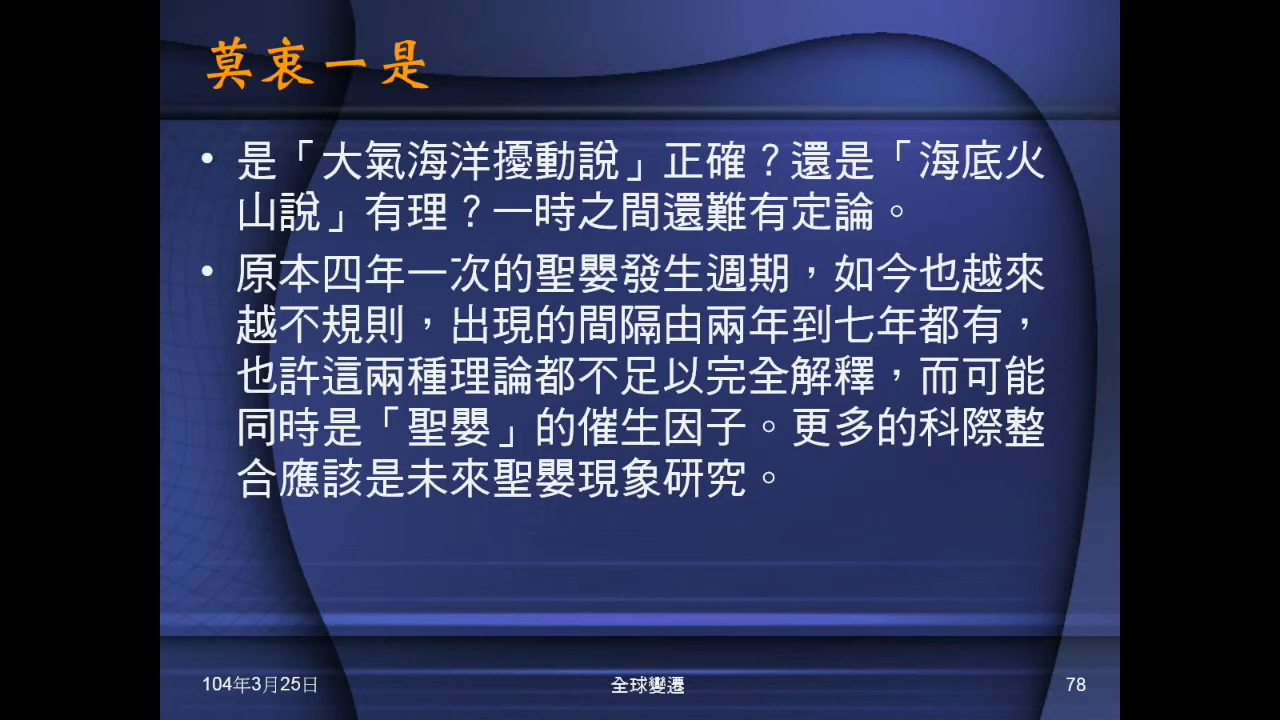 莫衷一是
• 是「大氣海洋擾動說」正確？還是「海底火
山說」有理？一時之間還難有定論。
• 原本四年一次的聖嬰發生週期，如今也越來
越不規則，出現的間隔由兩年到七年都有，
也許這兩種理論都不足以完全解釋，而可能
同時是「聖嬰」的催生因子。更多的科際整
合應該是未來聖嬰現象研究。
104年3月25日
全球變遷
78